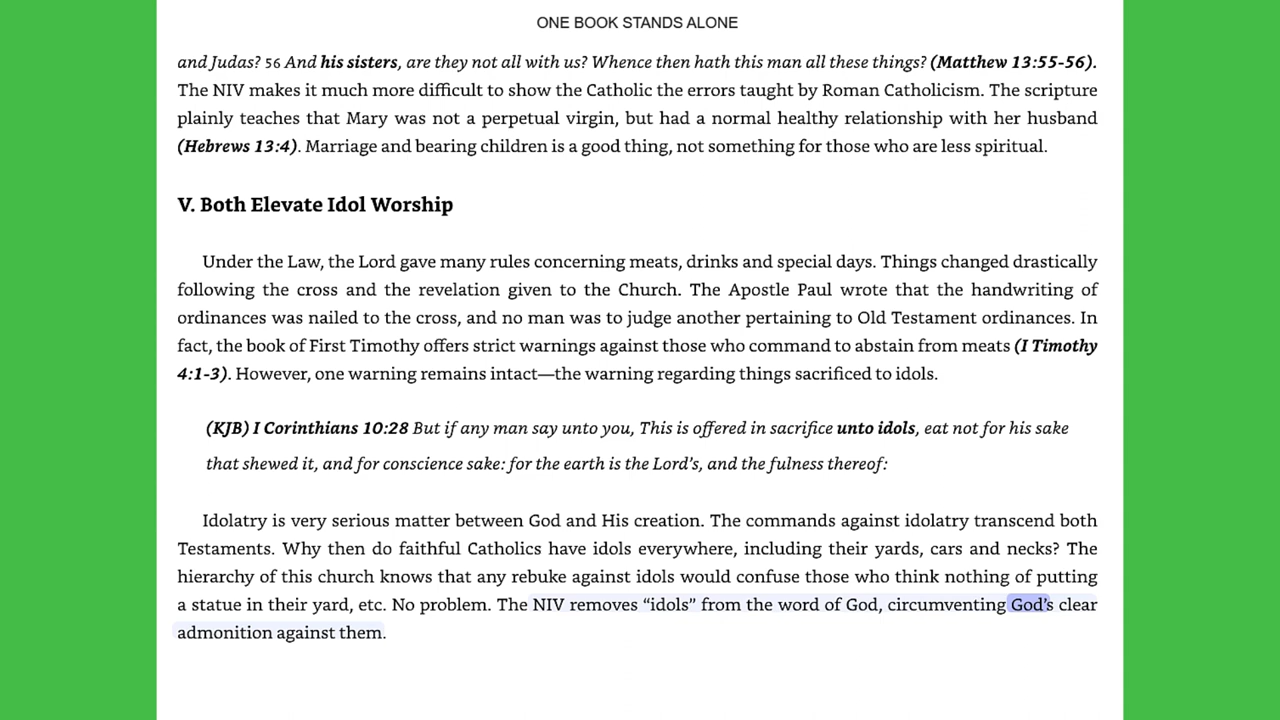 ONE BOOK STANDS ALONE
and Judas? 56 And his sisters, are they not all with us? Whence then hath this man all these things? (Matthew 13:55-56).
The NIV makes it much more difficult to show the Catholic the errors taught by Roman Catholicism. The scripture
plainly teaches that Mary was not a perpetual virgin, but had a normal healthy relationship with her husband
(Hebrews 13:4). Marriage and bearing children is a good thing, not something for those who are less spiritual.
V. Both Elevate Idol Worship
Under the Law, the Lord gave many rules concerning meats, drinks and special days. Things changed drastically
following the cross and the revelation given to the Church. The Apostle Paul wrote that the handwriting of
ordinances was nailed to the cross, and no man was to judge another pertaining to Old Testament ordinances. In
fact, the book of First Timothy offers strict warnings against those who command to abstain from meats (I Timothy
4:1-3). However, one warning remains intact—the warning regarding things sacrificed to idols.
(KJB) I Corinthians 10:28 But if any man say unto you, This is offered in sacrifice unto idols, eat not for his sake
that shewed it, and for conscience sake: for the earth is the Lord's, and the fulness thereof:
Idolatry is very serious matter between God and His creation. The commands against idolatry transcend both
Testaments. Why then do faithful Catholics have idols everywhere, including their yards, cars and necks? The
hierarchy of this church knows that any rebuke against idols would confuse those who think nothing of putting
a statue in their yard, etc. No problem. The NIV removes “idols” from the word of God, circumventing God's clear
admonition against them.